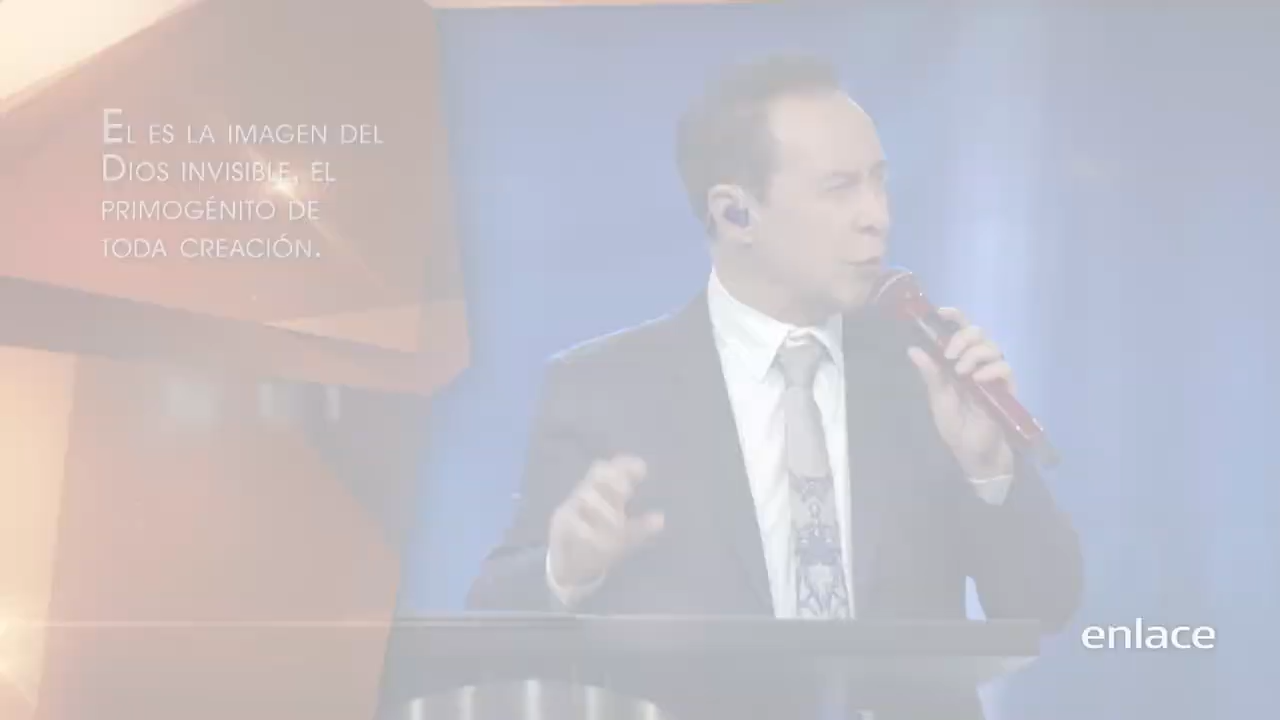 El es la imagen del
Dios invisible, el
primogénito de
toda creación.
enlace